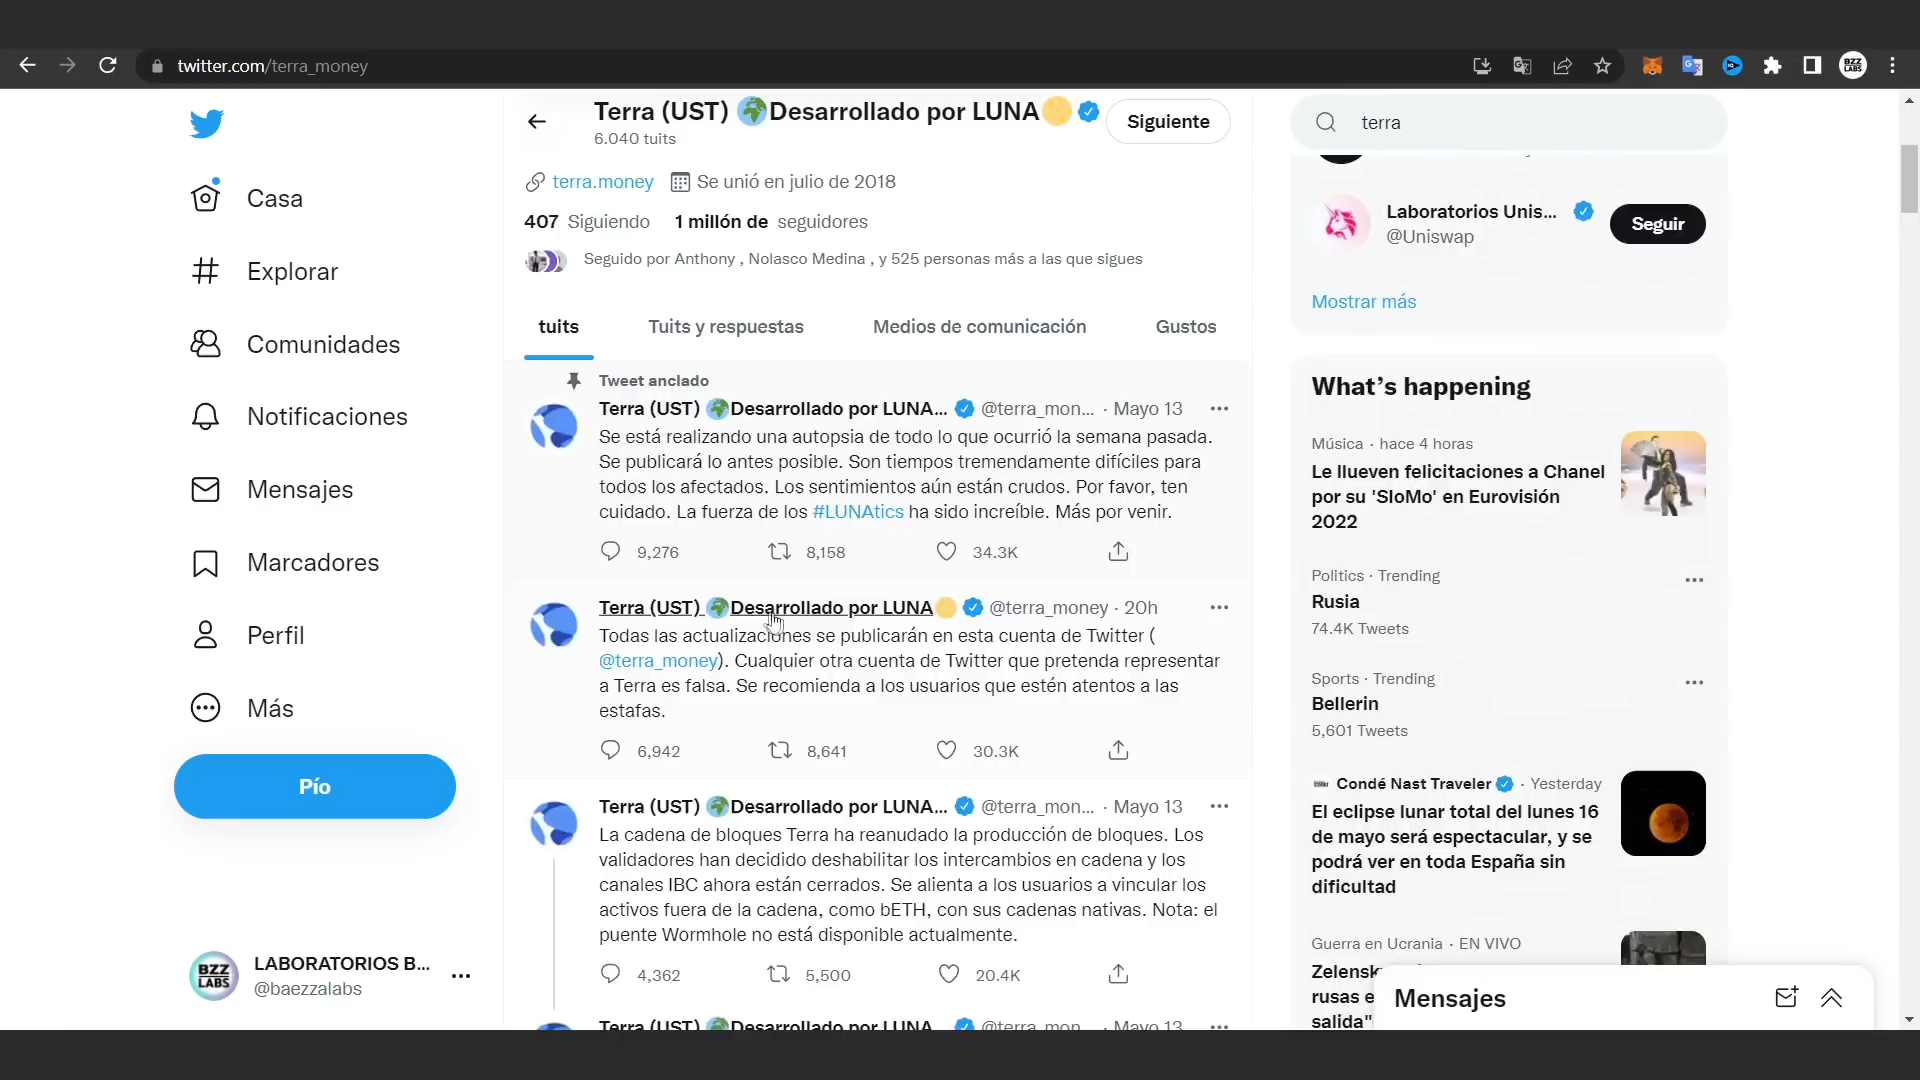 twitter.com/terra_money
BZZ
LABS
Terra (UST) 🌍Desarrollado por LUNA🌕
6.040 tuits
Siguiente
terra
terra.money
Se unió en julio de 2018
407 Siguiendo
1 millón de seguidores
Seguido por Anthony , Nolasco Medina , y 525 personas más a las que sigues
tuits
Tuits y respuestas
Medios de comunicación
Gustos
Casa
Explorar
Comunidades
Notificaciones
Mensajes
Marcadores
Perfil
Más
Pío
BZZ
LABS
LABORATORIOS B...
@baezzalabs
Tweet anclado
Terra (UST) 🌍Desarrollado por LUNA... @terra_mon... · Mayo 13
Se está realizando una autopsia de todo lo que ocurrió la semana pasada.
Se publicará lo antes posible. Son tiempos tremendamente difíciles para
todos los afectados. Los sentimientos aún están crudos. Por favor, ten
cuidado. La fuerza de los #LUNAtics ha sido increíble. Más por venir.
9,276
8,158
34.3K
Terra (UST) 🌍Desarrollado por LUNA🌕 @terra_money · 20h
Todas las actualizaciones se publicarán en esta cuenta de Twitter (
@terra_money). Cualquier otra cuenta de Twitter que pretenda representar
a Terra es falsa. Se recomienda a los usuarios que estén atentos a las
estafas.
6,942
8,641
30.3K
Terra (UST) 🌍Desarrollado por LUNA... @terra_mon... · Mayo 13
La cadena de bloques Terra ha reanudado la producción de bloques. Los
validadores han decidido deshabilitar los intercambios en cadena y los
canales IBC ahora están cerrados. Se alienta a los usuarios a vincular los
activos fuera de la cadena, como bETH, con sus cadenas nativas. Nota: el
puente Wormhole no está disponible actualmente.
4,362
5,500
20.4K
Terra (UST) 🌍Desarrollado por LUNA... @terra_mon... · Mayo 13
Laboratorios Unis...
@Uniswap
Seguir
Mostrar más
What's happening
Música · hace 4 horas
Le llueven felicitaciones a Chanel
por su 'SloMo' en Eurovisión
2022
Politics · Trending
Rusia
74.4K Tweets
Sports · Trending
Bellerin
5,601 Tweets
Condé Nast Traveler · Yesterday
El eclipse lunar total del lunes 16
de mayo será espectacular, y se
podrá ver en toda España sin
dificultad
Guerra en Ucrania · EN VIVO
Zelensk
rusas e
salida"
Mensajes